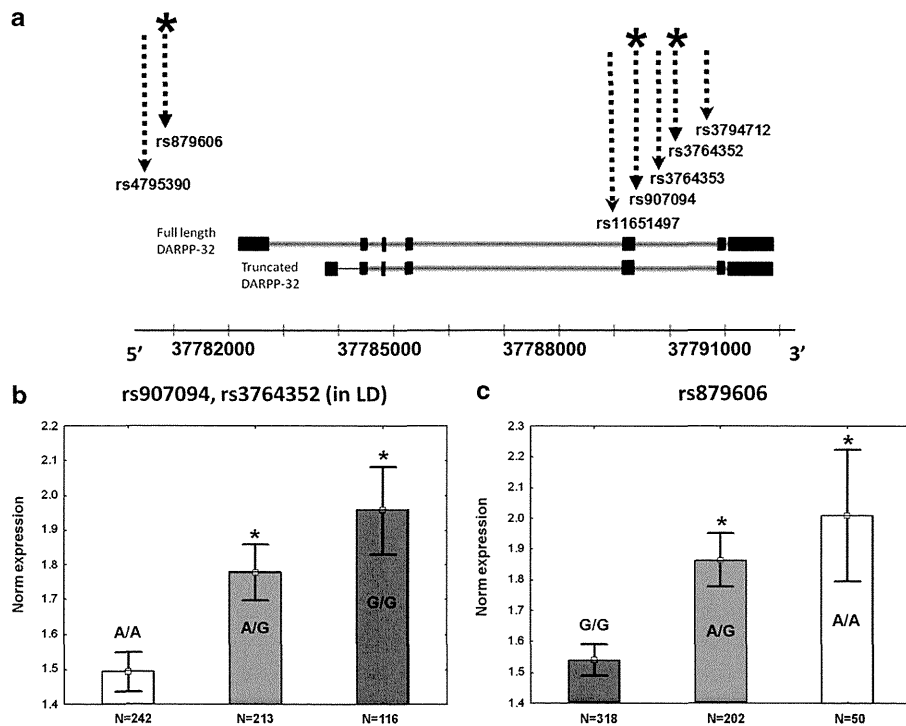 a
*
*
*
rs879606
rs4795390
rs3794712
rs3764352
rs3764353
rs907094
rs11651497
Full length
DARPP-32
Truncated
DARPP-32
5’ 37782000 37785000 37788000 37791000 3’
b rs907094, rs3764352 (in LD)
Norm expression
2.2
2.1
2.0
1.9
1.8
1.7
1.6
1.5
1.4
A/A
*
A/G
*
G/G
N=242 N=213 N=116
c rs879606
Norm expression
2.3
2.2
2.1
2.0
1.9
1.8
1.7
1.6
1.5
1.4
G/G
*
A/G
*
A/A
N=318 N=202 N=50